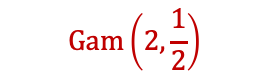 Gam (2, 1/2)